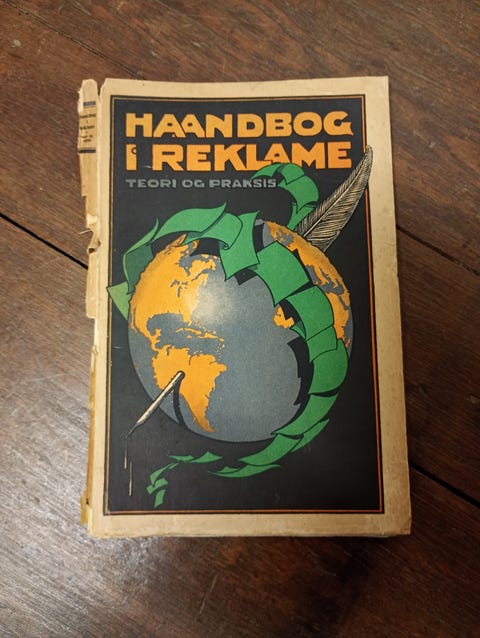 HAANDBOG
I REKLAME
TEORI OG PRAKSIS